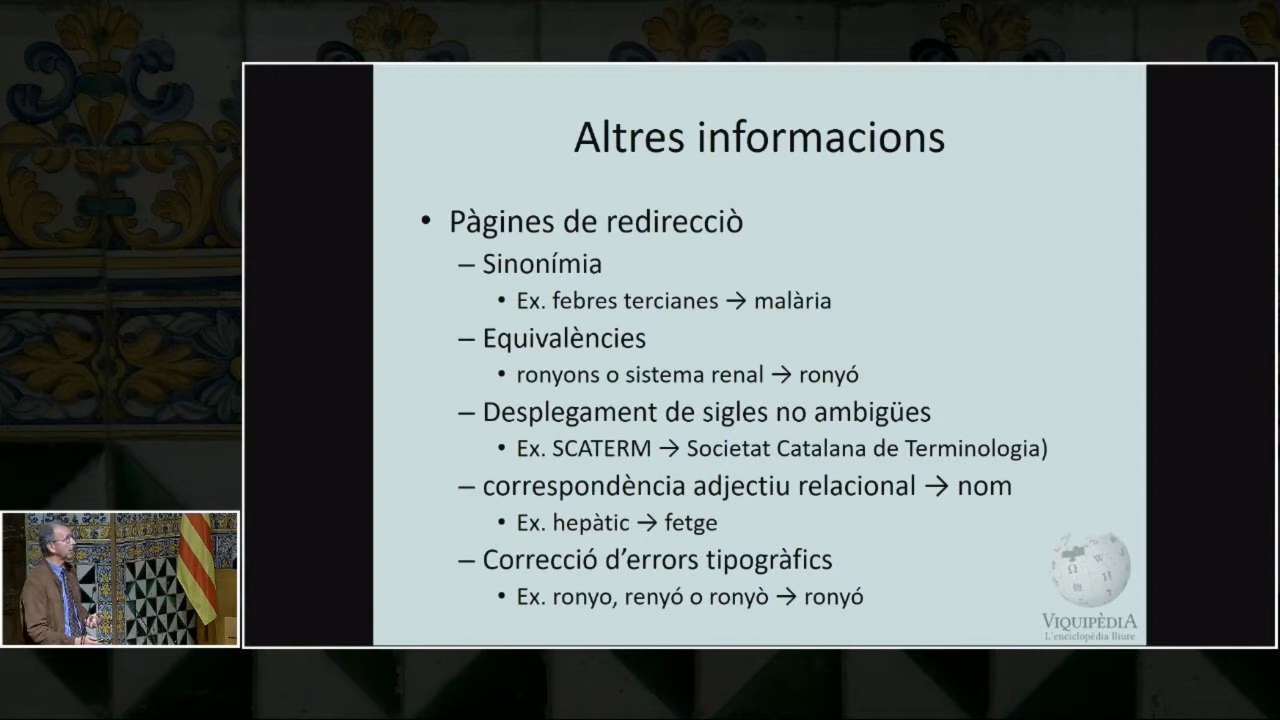 Altres informacions
• Pàgines de redirecciò
– Sinonímia
• Ex. febres tercianes → malària
– Equivalències
• ronyons o sistema renal → ronyó
– Desplegament de sigles no ambigües
• Ex. SCATERM → Societat Catalana de Terminologia)
– correspondència adjectiu relacional → nom
• Ex. hepàtic → fetge
– Correcció d’errors tipogràfics
• Ex. ronyo, renyó o ronyò → ronyó
VIQUIPÈDIA
L'enciclopèdia lliure